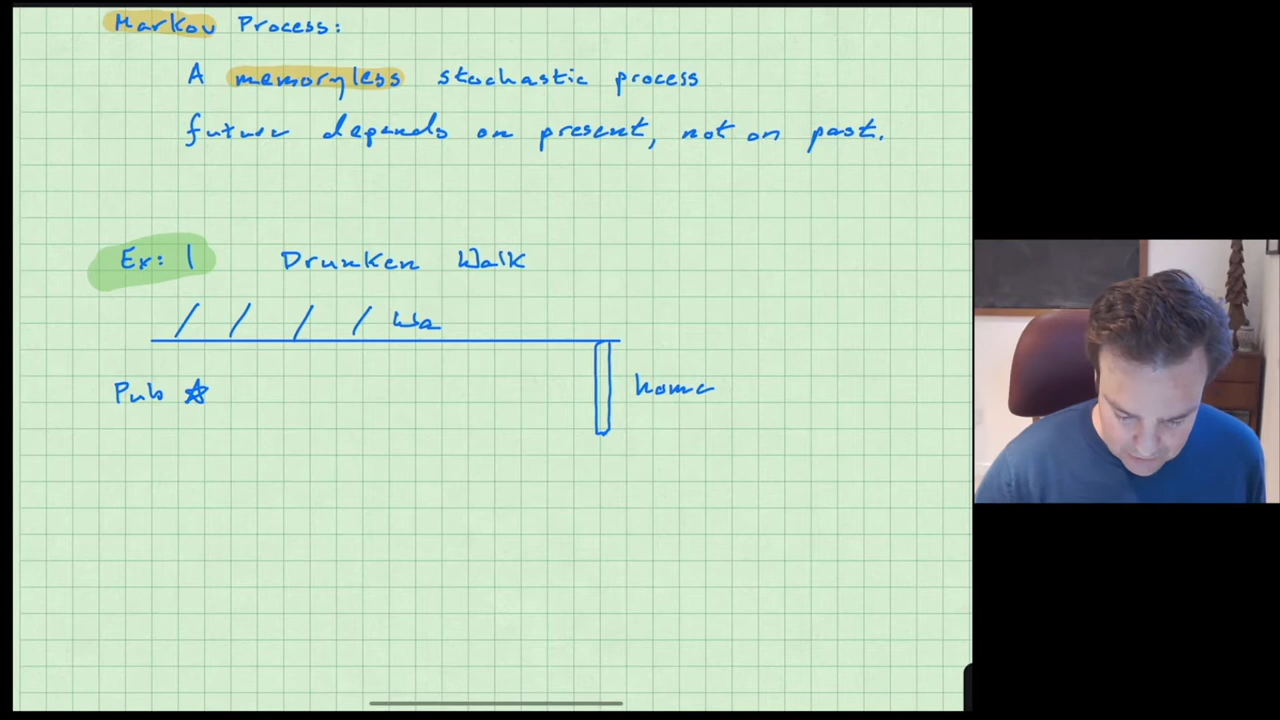 Markov Process:
A memoryless stochastic process
future depends on present, not on past.
Ex: 1 Drunken Walk
/ / / / Wa
Pub ☆ home